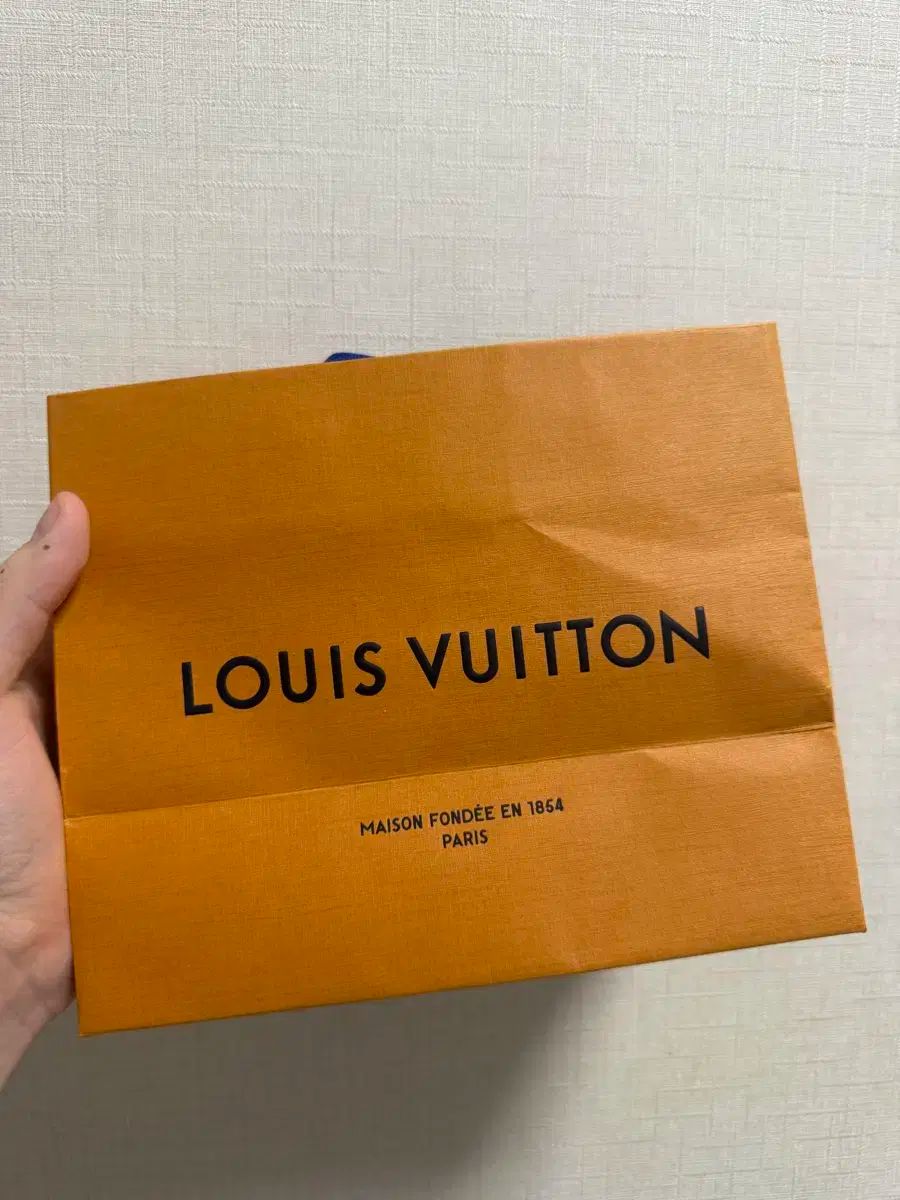 LOUIS VUITTON
MAISON FONDÉE EN 1854
PARIS